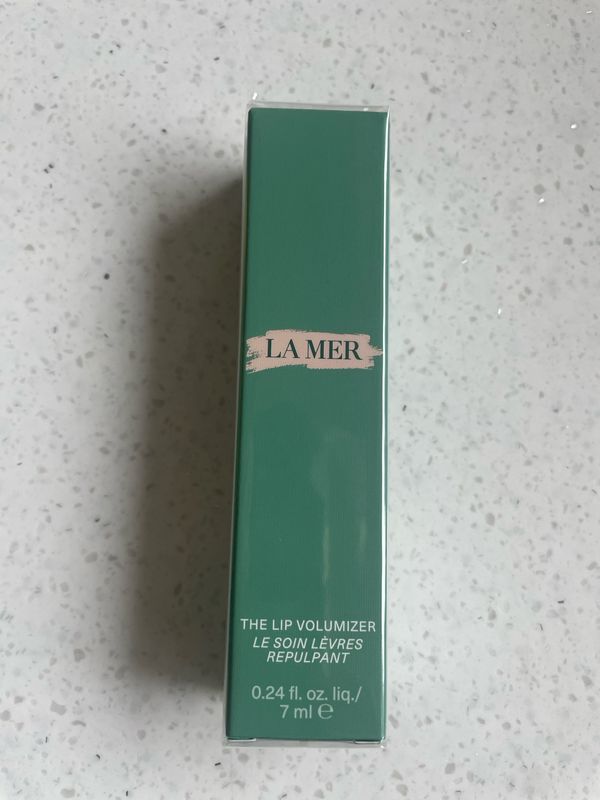 LA MER
THE LIP VOLUMIZER
LE SOIN LÈVRES
REPULPANT
0.24 fl. oz. liq./
7 ml ℮